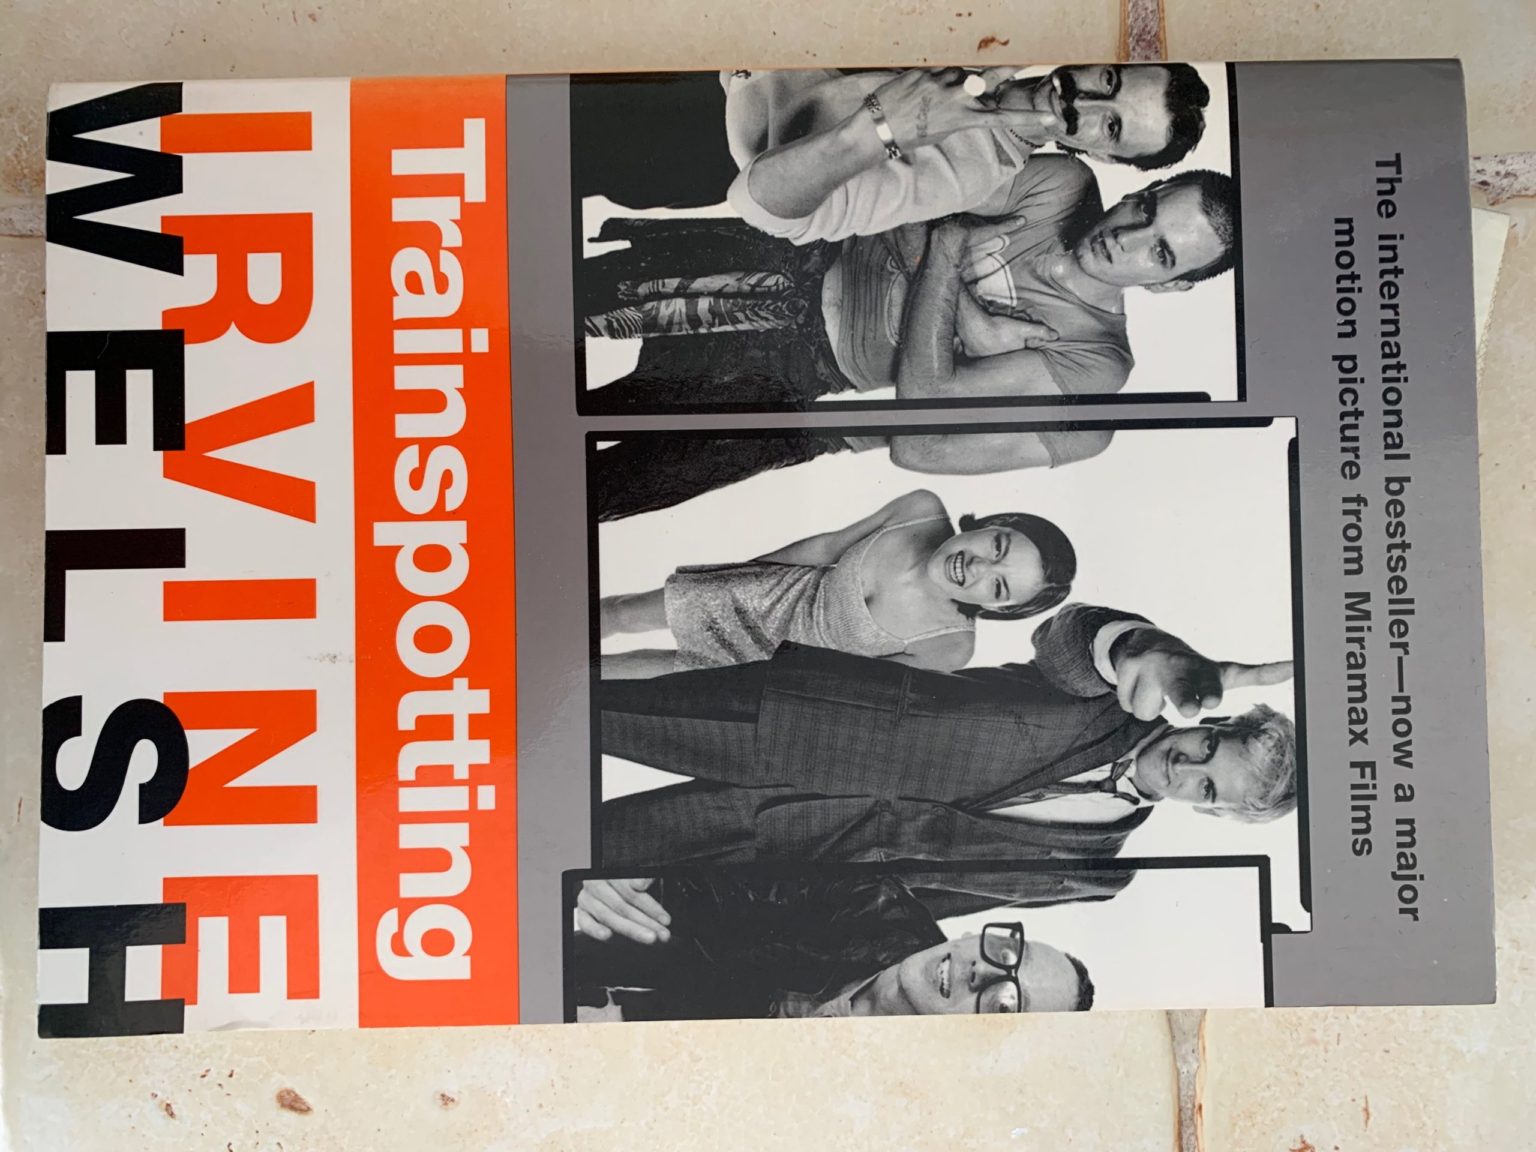 The international bestseller—now a major
motion picture from Miramax Films
Trainspotting
IRVINE
WELSH